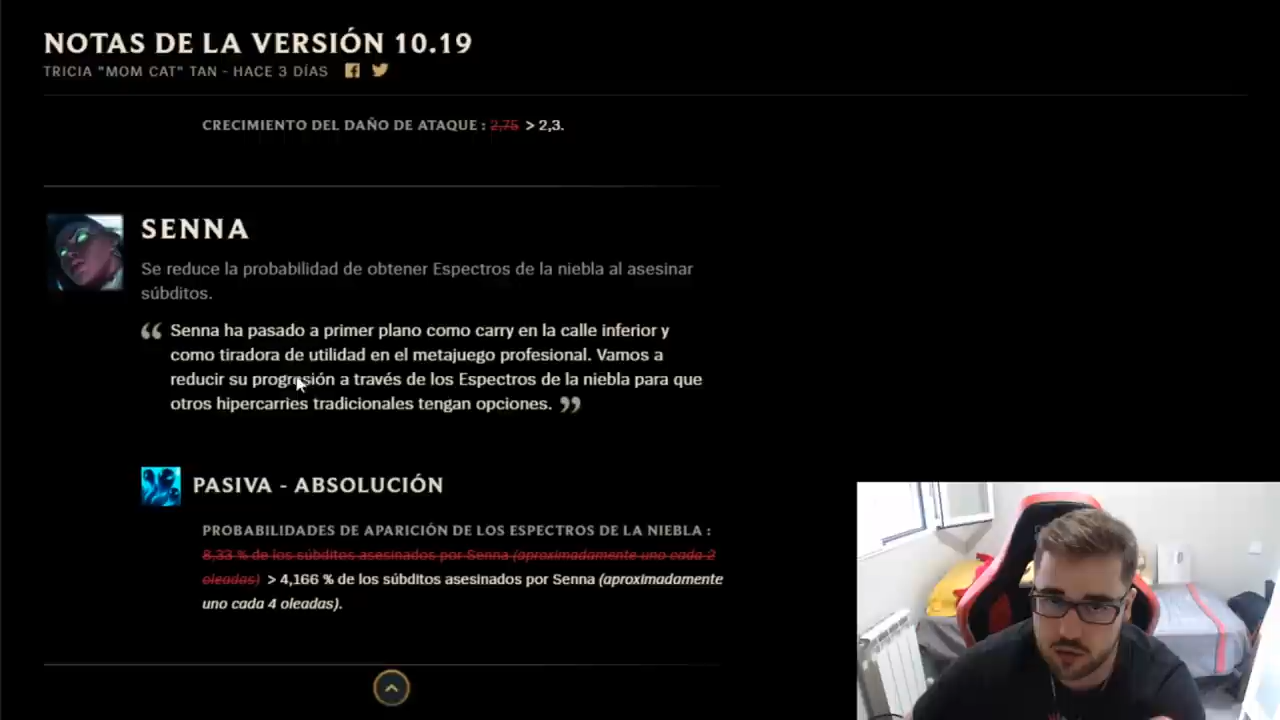 NOTAS DE LA VERSIÓN 10.19
TRICIA "MOM CAT" TAN - HACE 3 DÍAS
CRECIMIENTO DEL DAÑO DE ATAQUE : 2,75 > 2,3.
SENNA
Se reduce la probabilidad de obtener Espectros de la niebla al asesinar
súbditos.
“ Senna ha pasado a primer plano como carry en la calle inferior y
como tiradora de utilidad en el metajuego profesional. Vamos a
reducir su progresión a través de los Espectros de la niebla para que
otros hipercarries tradicionales tengan opciones. ”
PASIVA - ABSOLUCIÓN
PROBABILIDADES DE APARICIÓN DE LOS ESPECTROS DE LA NIEBLA :
8,33 % de los súbditos asesinados por Senna (aproximadamente uno cada 2
oleadas) > 4,166 % de los súbditos asesinados por Senna (aproximadamente
uno cada 4 oleadas).